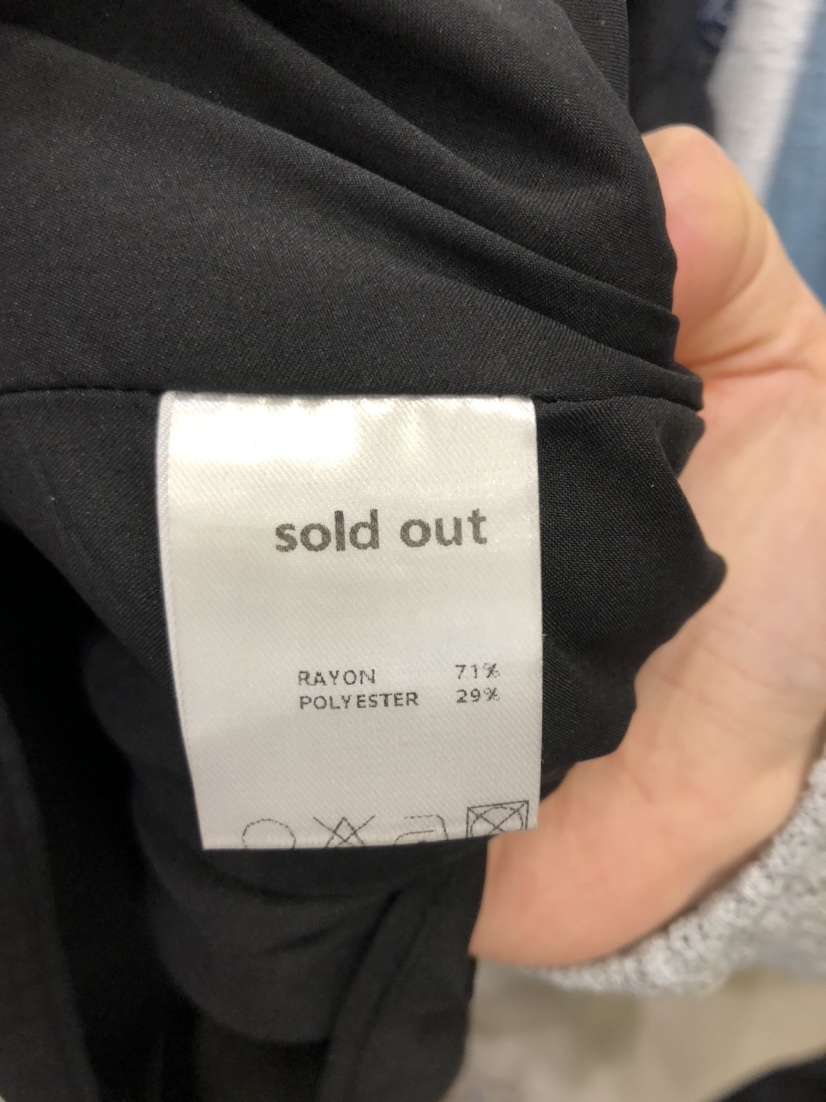 sold out
RAYON 71%
POLYESTER 29%